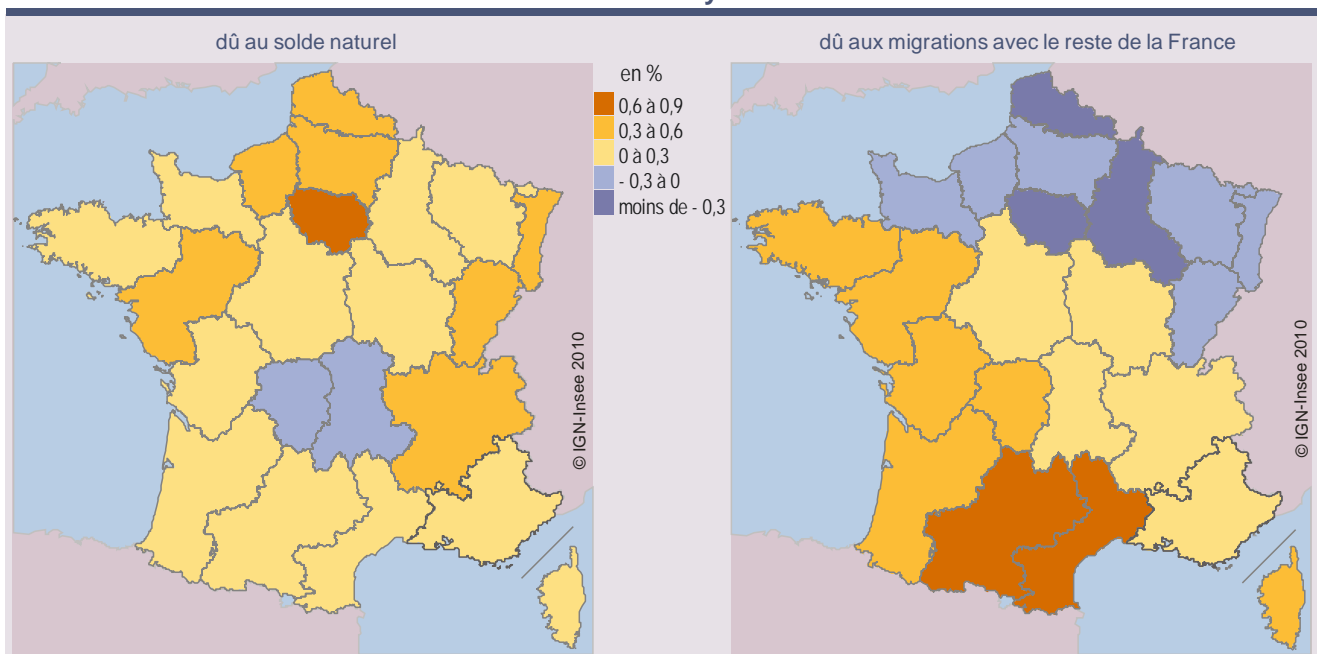 dû au solde naturel
en %
0,6 à 0,9
0,3 à 0,6
0 à 0,3
- 0,3 à 0
moins de - 0,3
© IGN-Insee 2010
dû aux migrations avec le reste de la France
© IGN-Insee 2010